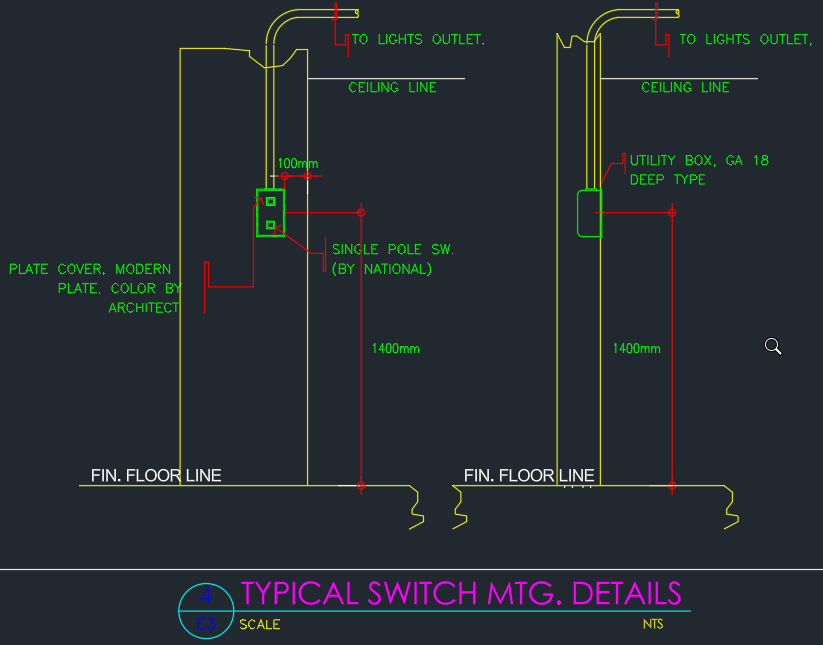 TO LIGHTS OUTLET.
CEILING LINE
100mm
SINGLE POLE SW.
(BY NATIONAL)
PLATE COVER, MODERN
PLATE. COLOR BY
ARCHITECT
1400mm
FIN. FLOOR LINE
TO LIGHTS OUTLET,
CEILING LINE
UTILITY BOX, GA 18
DEEP TYPE
1400mm
FIN. FLOOR LINE
4
E3
TYPICAL SWITCH MTG. DETAILS
SCALE
NTS